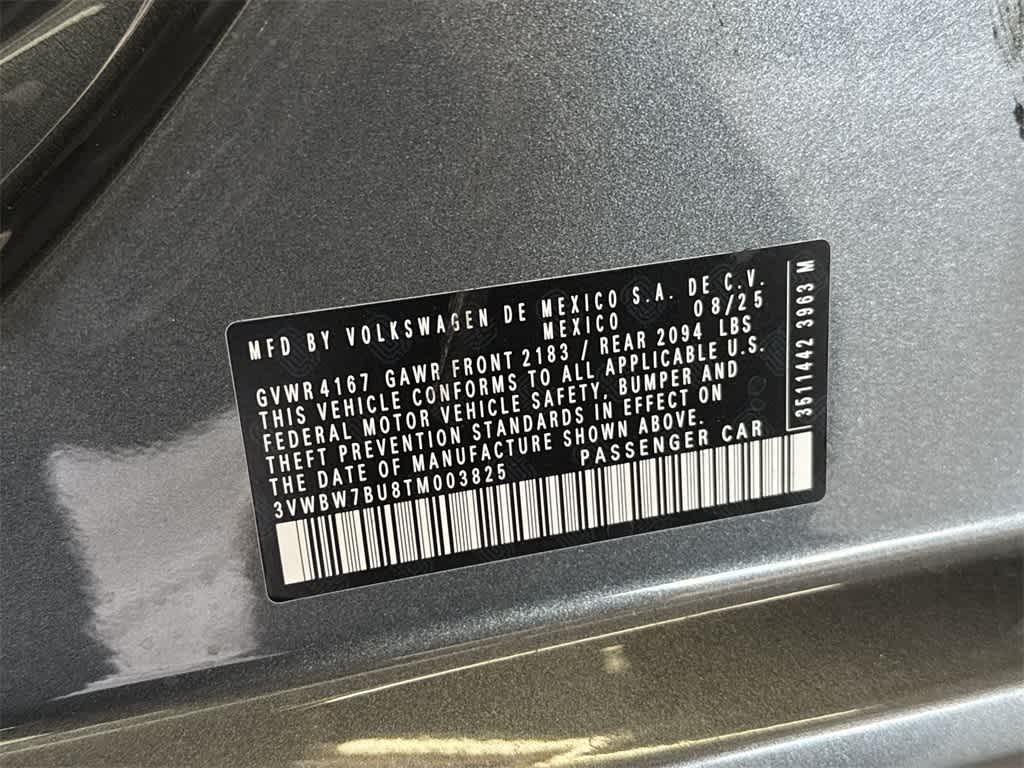 MFD BY VOLKSWAGEN DE MEXICO S.A. DE C.V.
MEXICO 08/25
GVWR 4167 GAWR FRONT 2183 / REAR 2094 LBS
THIS VEHICLE CONFORMS TO ALL APPLICABLE U.S.
FEDERAL MOTOR VEHICLE SAFETY, BUMPER AND
THEFT PREVENTION STANDARDS IN EFFECT ON
THE DATE OF MANUFACTURE SHOWN ABOVE.
3VWBW7BU8TM003825 PASSENGER CAR
3511442 3963 M